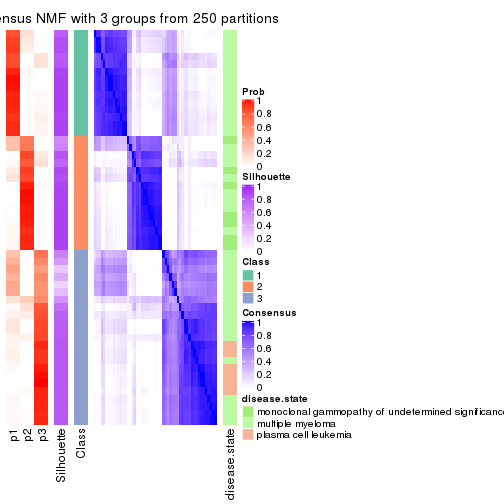 ensus NMF with 3 groups from 250 partitions
Prob
1
0.8
0.6
0.4
0.2
0
Silhouette
1
0.8
0.6
0.4
0.2
0
Class
1
2
3
Consensus
1
0.8
0.6
0.4
0.2
0
disease.state
monoclonal gammopathy of undetermined significance
multiple myeloma
plasma cell leukemia
p1
p2
p3
Silhouette
Class
disease.state